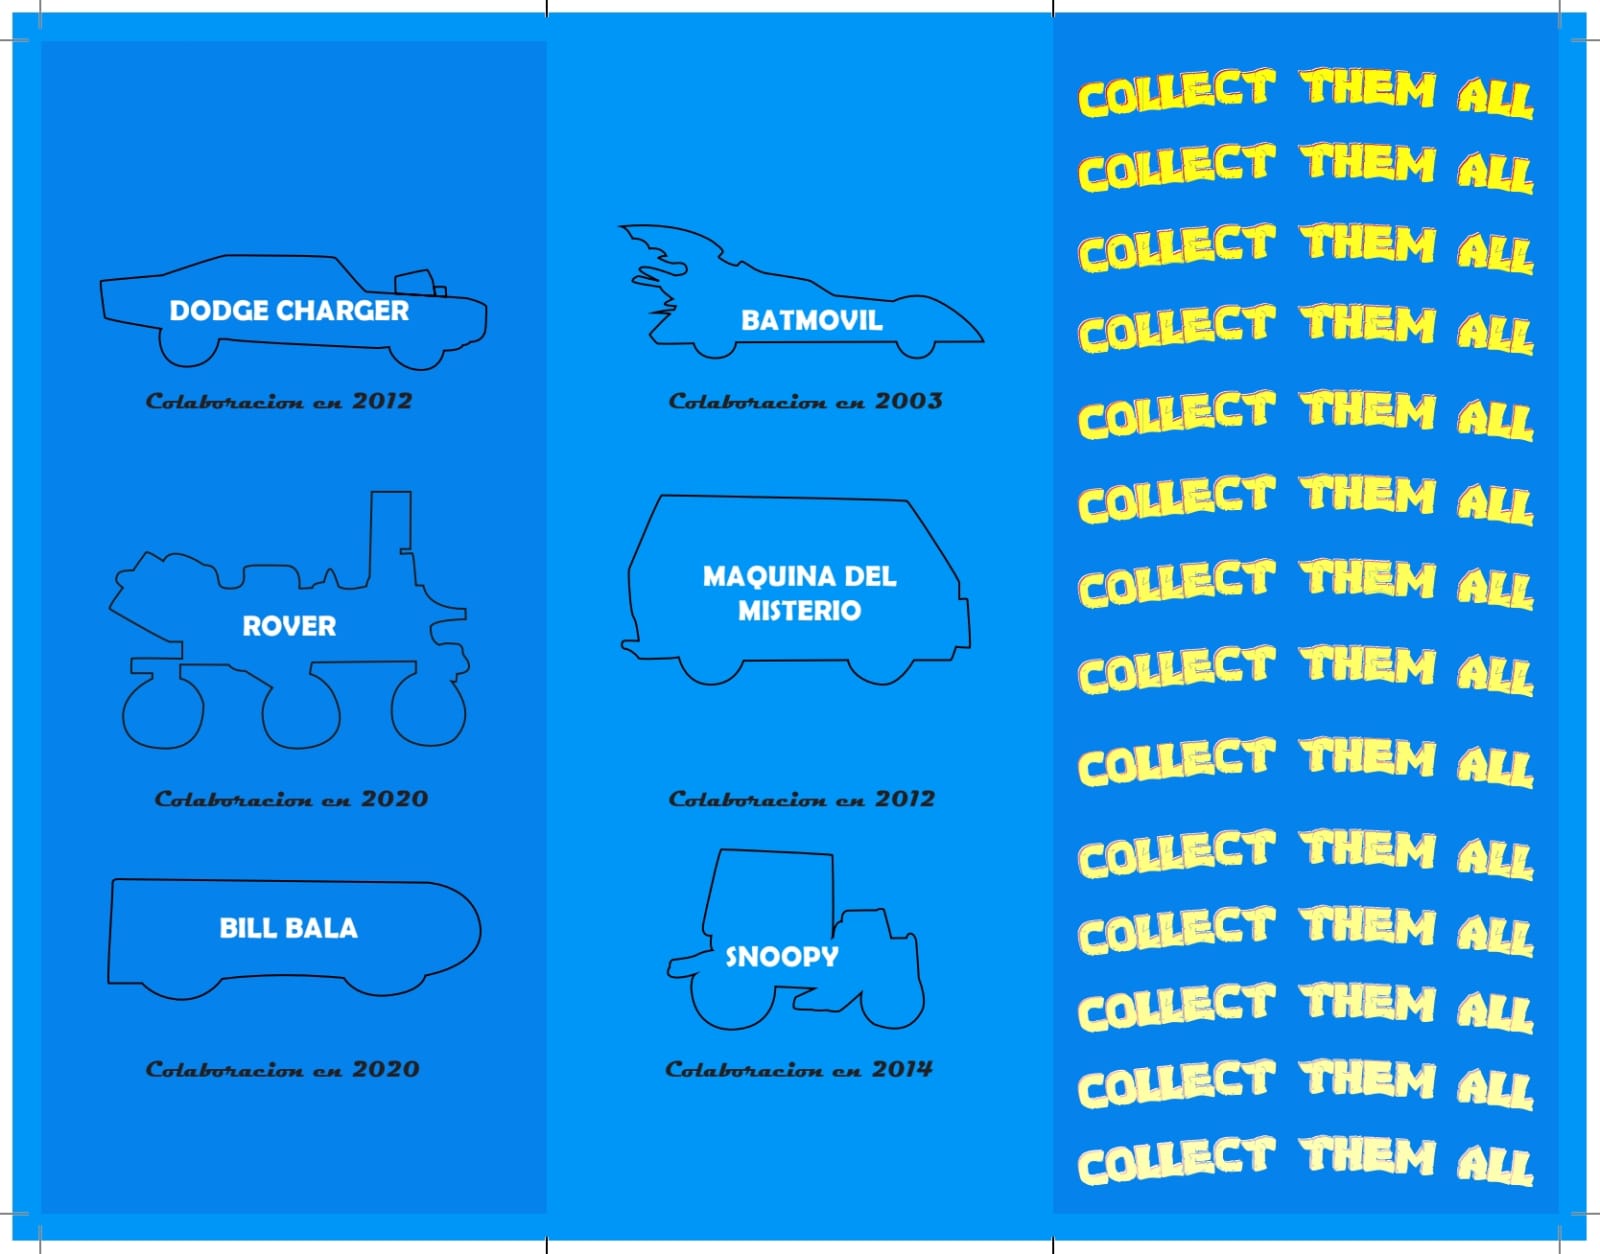 DODGE CHARGER
Colaboracion en 2012
ROVER
Colaboracion en 2020
BILL BALA
Colaboracion en 2020
BATMOVIL
Colaboracion en 2003
MAQUINA DEL
MISTERIO
Colaboracion en 2012
SNOOPY
Colaboracion en 2014
COLLECT THEM ALL
COLLECT THEM ALL
COLLECT THEM ALL
COLLECT THEM ALL
COLLECT THEM ALL
COLLECT THEM ALL
COLLECT THEM ALL
COLLECT THEM ALL
COLLECT THEM ALL
COLLECT THEM ALL
COLLECT THEM ALL
COLLECT THEM ALL
COLLECT THEM ALL
COLLECT THEM ALL